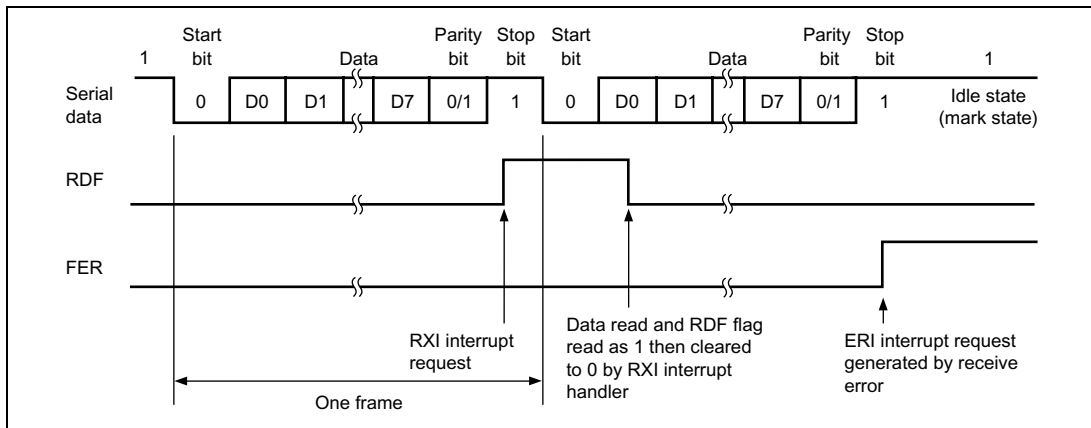 1
Start
bit
Data
Parity
bit
Stop
bit
Start
bit
Data
Parity
bit
Stop
bit
1
Serial
data
0
D0
D1
D7
0/1
1
0
D0
D1
D7
0/1
1
Idle state
(mark state)
RDF
FER
RXI interrupt
request
Data read and RDF flag
read as 1 then cleared
to 0 by RXI interrupt
handler
ERI interrupt request
generated by receive
error
One frame